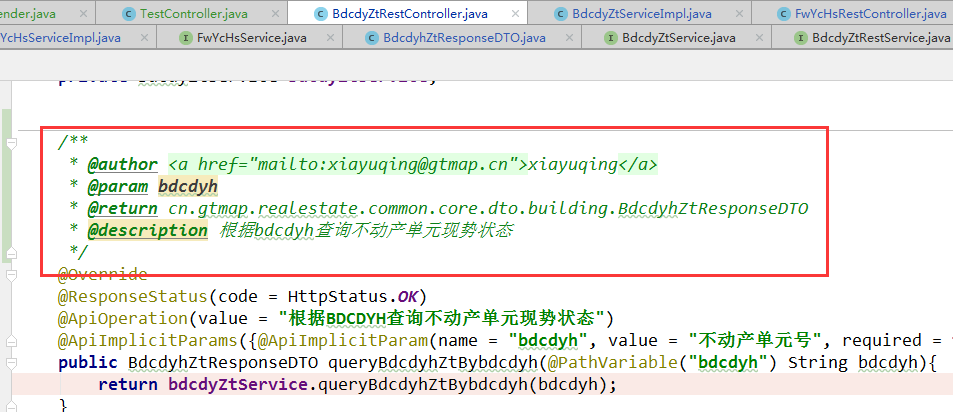 ender.java TestController.java BdcdyZtRestController.java BdcdyZtServiceImpl.java FwYcHsRestController.java
YcHsServiceImpl.java FwYcHsService.java BdcdyhZtResponseDTO.java BdcdyZtService.java BdcdyZtRestService.java
/**
* @author <a href="mailto:xiayuqing@gtmap.cn">xiayuqing</a>
* @param bdcdyh
* @return cn.gtmap.realestate.common.core.dto.building.BdcdyhZtResponseDTO
* @description 根据bdcdyh查询不动产单元现势状态
*/
@Override
@ResponseStatus(code = HttpStatus.OK)
@ApiOperation(value = "根据BDCDYH查询不动产单元现势状态")
@ApiImplicitParams({@ApiImplicitParam(name = "bdcdyh", value = "不动产单元号", required =
public BdcdyhZtResponseDTO queryBdcdyhZtBybdcdyh(@PathVariable("bdcdyh") String bdcdyh){
return bdcdyZtService.queryBdcdyhZtBybdcdyh(bdcdyh);
}